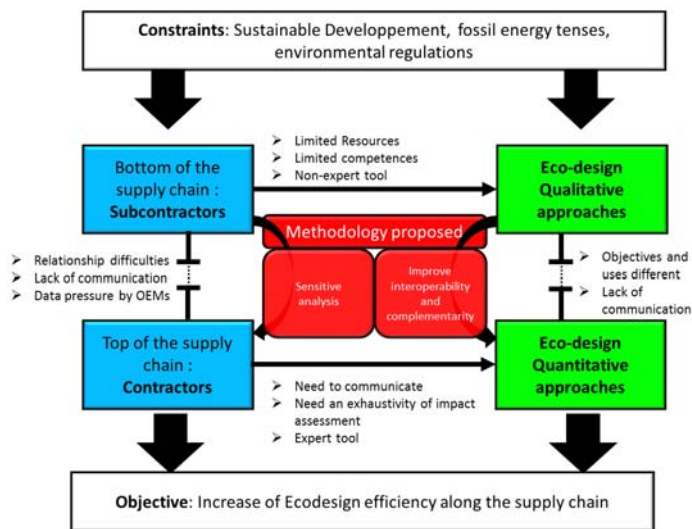 Constraints: Sustainable Developpement, fossil energy tenses,
environmental regulations
Bottom of the
supply chain :
Subcontractors
➢ Limited Resources
➢ Limited competences
➢ Non-expert tool
Eco-design
Qualitative
approaches
Methodology proposed
➢ Relationship difficulties
➢ Lack of communication
➢ Data pressure by OEMs
Sensitive
analysis
Improve
interoperability
and
complementarity
➢ Objectives and
uses different
➢ Lack of
communication
Top of the supply
chain :
Contractors
Eco-design
Quantitative
approaches
➢ Need to communicate
➢ Need an exhaustivity of impact
assessment
➢ Expert tool
Objective: Increase of Ecodesign efficiency along the supply chain